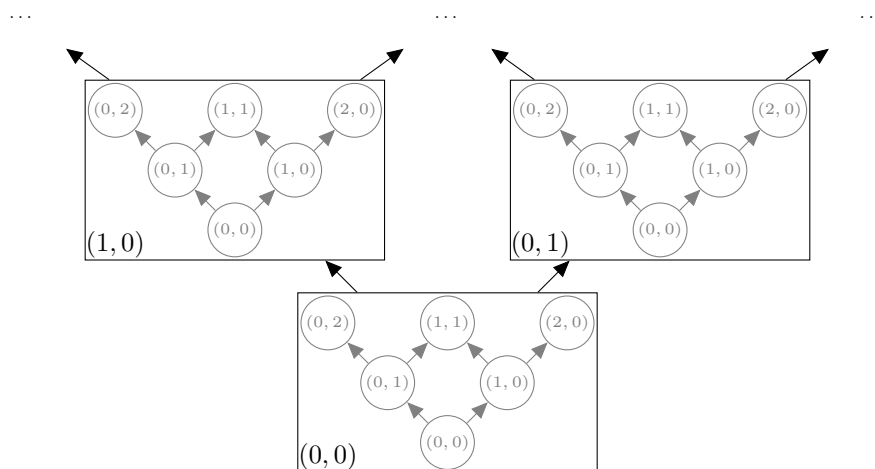 ... ... ..
(0, 2) (1, 1) (2, 0) (0, 2) (1, 1) (2, 0)
(0, 1) (1, 0) (0, 1) (1, 0)
(0, 0) (0, 0)
(1, 0) (0, 1)
(0, 2) (1, 1) (2, 0)
(0, 1) (1, 0)
(0, 0)
(0, 0)